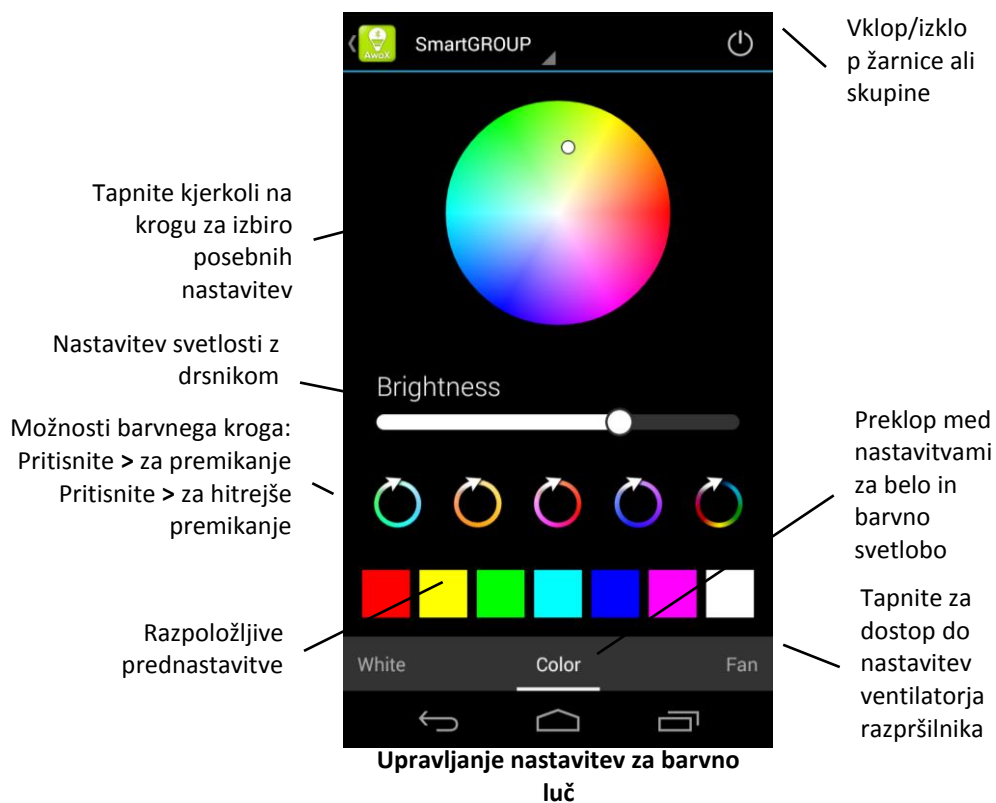 Vklop/izklo
p žarnice ali
skupine
AwoX
SmartGROUP
Tapnite kjerkoli na
krogu za izbiro
posebnih
nastavitev
Nastavitev svetlosti z
drsnikom
Brightness
Možnosti barvnega kroga:
Pritisnite > za premikanje
Pritisnite > za hitrejše
premikanje
Preklop med
nastavitvami
za belo in
barvno
svetlobo
Razpoložljive
prednastavitve
White Color Fan
Tapnite za
dostop do
nastavitev
ventilatorja
razpršilnika
Upravljanje nastavitev za barvno
luč